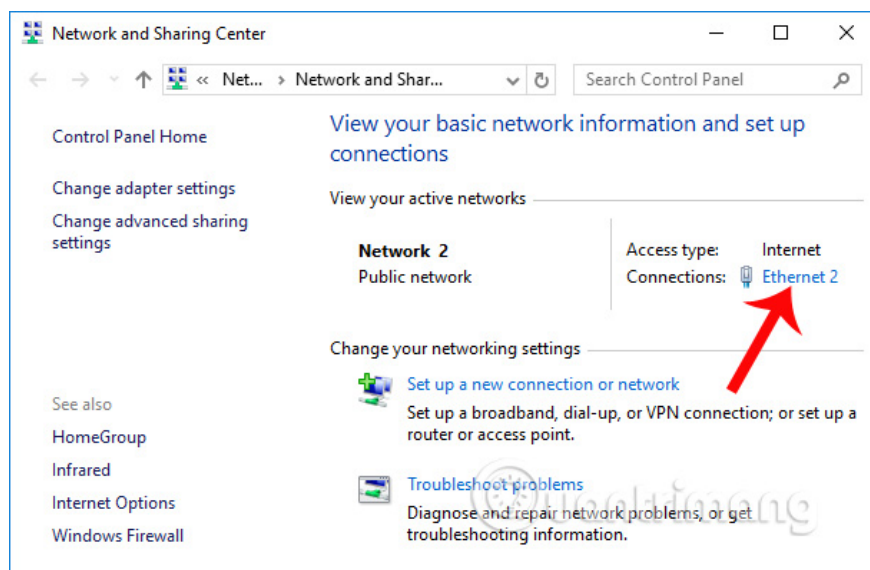 Network and Sharing Center
« Net... › Network and Shar...
Search Control Panel
Control Panel Home
Change adapter settings
Change advanced sharing
settings
See also
HomeGroup
Infrared
Internet Options
Windows Firewall
View your basic network information and set up
connections
View your active networks
Network 2
Public network
Access type: Internet
Connections: Ethernet 2
Change your networking settings
Set up a new connection or network
Set up a broadband, dial-up, or VPN connection; or set up a
router or access point.
Troubleshoot problems
Diagnose and repair network problems, or get
troubleshooting information.
Quantrimang